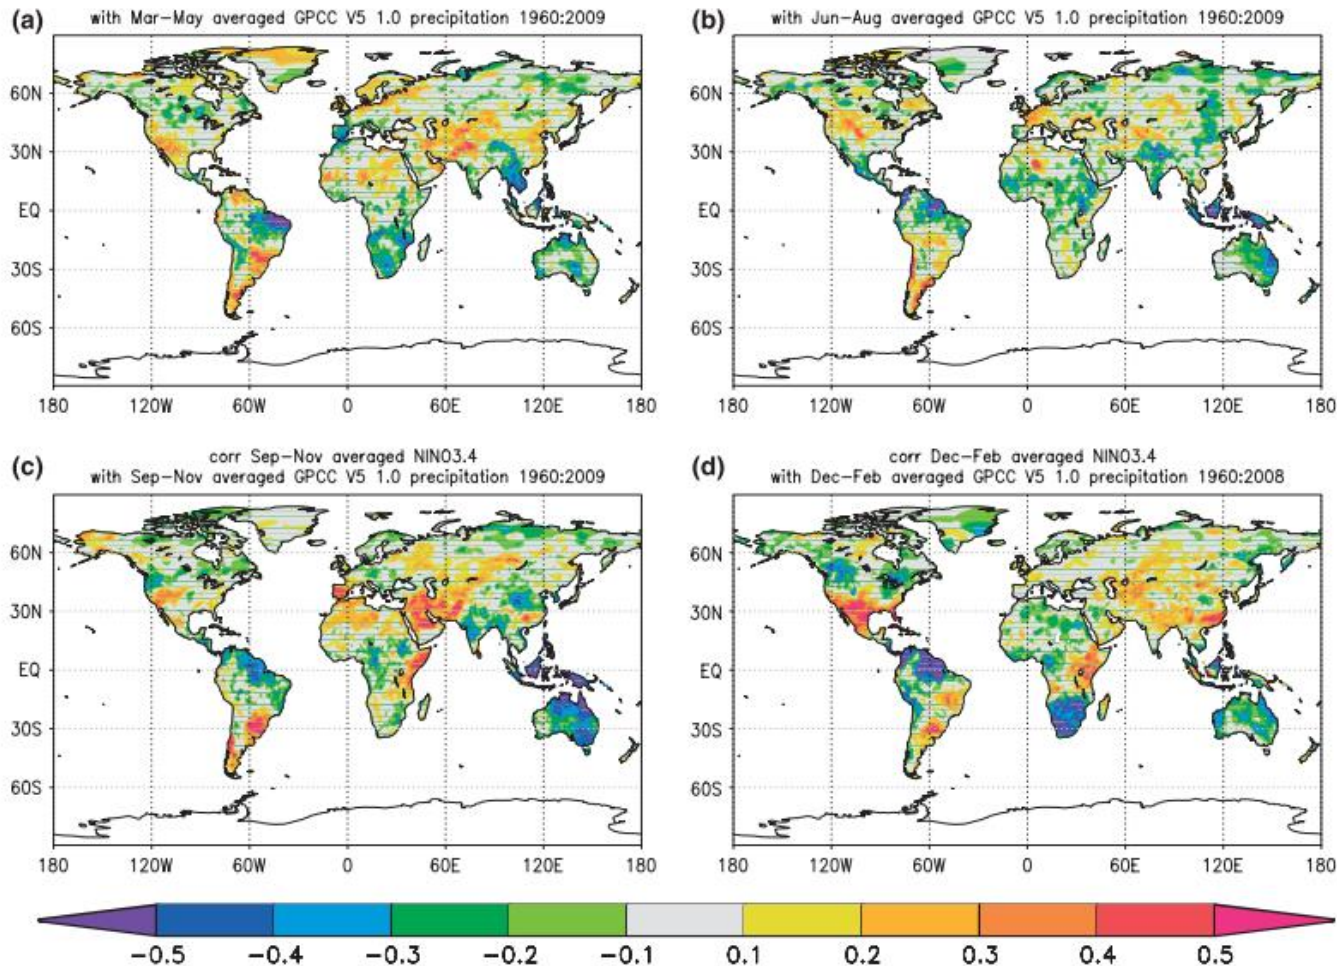 (a) with Mar-May averaged GPCC V5 1.0 precipitation 1960:2009
60N
30N
EQ
30S
60S
180 120W 60W 0 60E 120E 180
(b) with Jun-Aug averaged GPCC V5 1.0 precipitation 1960:2009
60N
30N
EQ
30S
60S
180 120W 60W 0 60E 120E 180
(c) corr Sep-Nov averaged NINO3.4
with Sep-Nov averaged GPCC V5 1.0 precipitation 1960:2009
60N
30N
EQ
30S
60S
180 120W 60W 0 60E 120E 180
(d) corr Dec-Feb averaged NINO3.4
with Dec-Feb averaged GPCC V5 1.0 precipitation 1960:2008
60N
30N
EQ
30S
60S
180 120W 60W 0 60E 120E 180
-0.5 -0.4 -0.3 -0.2 -0.1 0.1 0.2 0.3 0.4 0.5